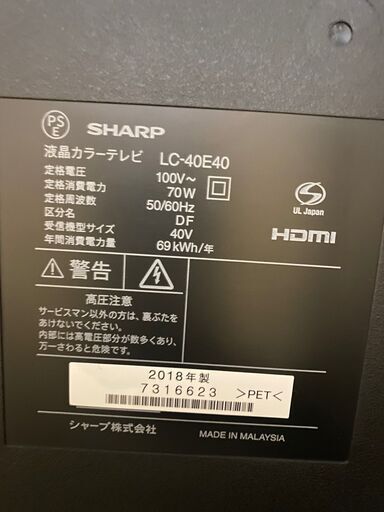 PS
E
SHARP
液晶カラーテレビ LC-40E40
定格電圧 100V～
定格消費電力 70W
定格周波数 50/60Hz
区分名 DF
受信機型サイズ 40V
年間消費電力量 69kWh/年
S
UL Japan
HDMI
警告
高圧注意
サービスマン以外の方は、裏ぶたを
あけないでください。
内部には高電圧部分が数多くあり、
万一さわると危険です。
2018年製
7316623 >PET<
シャープ株式会社 MADE IN MALAYSIA